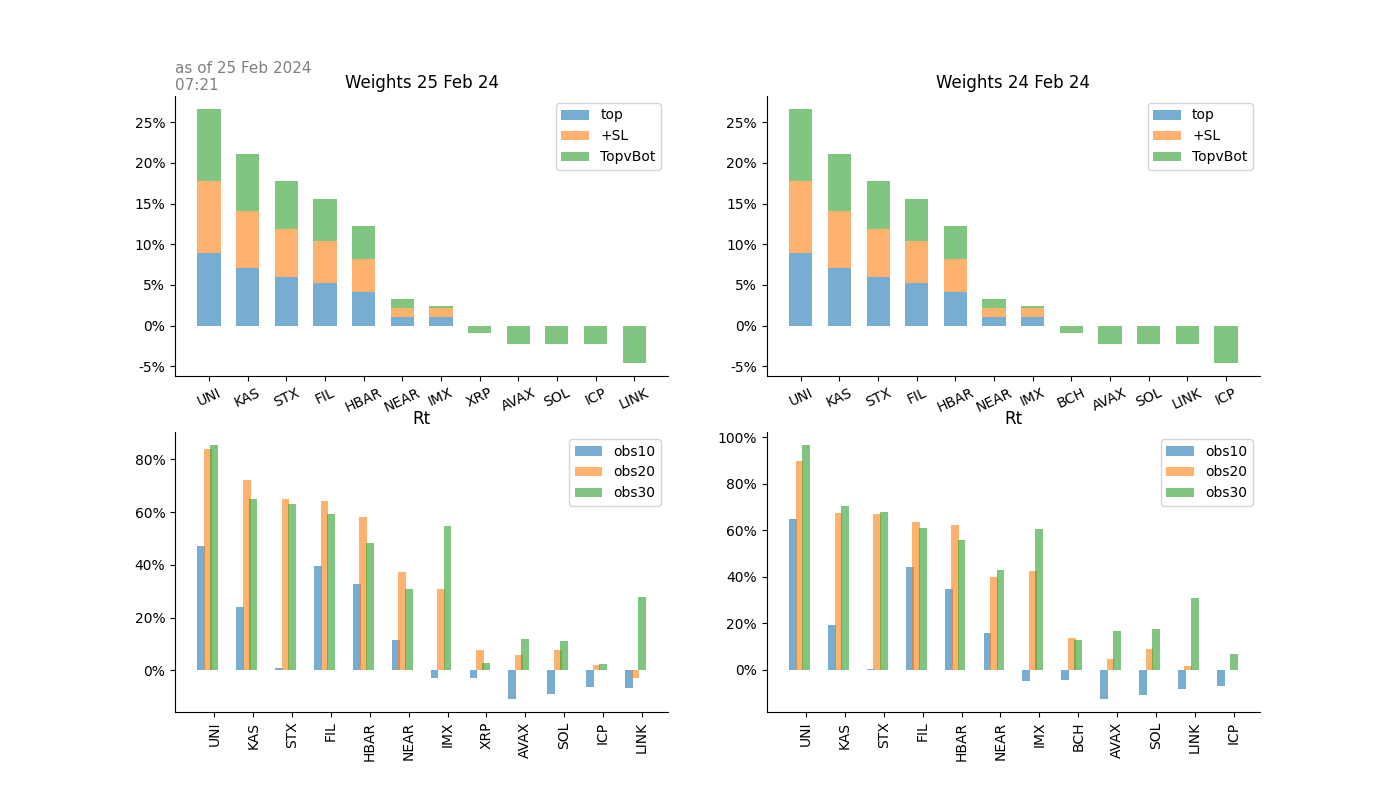 as of 25 Feb 2024
07:21
Weights 25 Feb 24
25%
20%
15%
10%
5%
0%
-5%
top
+SL
TopvBot
UNI KAS STX FIL HBAR NEAR IMX XRP AVAX SOL ICP LINK
Weights 24 Feb 24
25%
20%
15%
10%
5%
0%
-5%
top
+SL
TopvBot
UNI KAS STX FIL HBAR NEAR IMX BCH AVAX SOL LINK ICP
Rt
80%
60%
40%
20%
0%
obs10
obs20
obs30
UNI KAS STX FIL HBAR NEAR IMX XRP AVAX SOL ICP LINK
Rt
100%
80%
60%
40%
20%
0%
obs10
obs20
obs30
UNI KAS STX FIL HBAR NEAR IMX BCH AVAX SOL LINK ICP